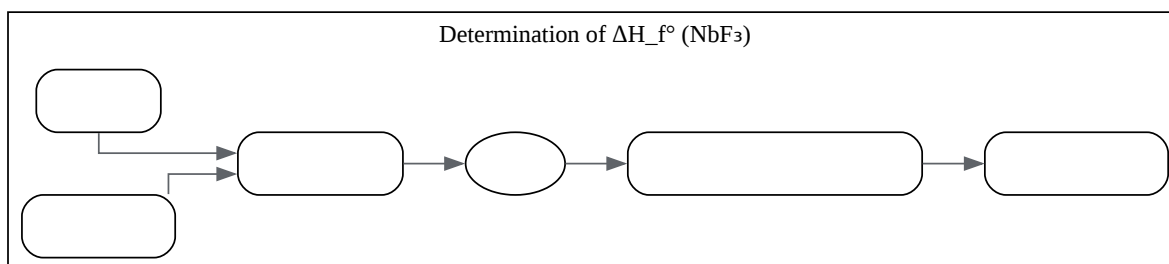 Determination of ΔH_f° (NbF₃)